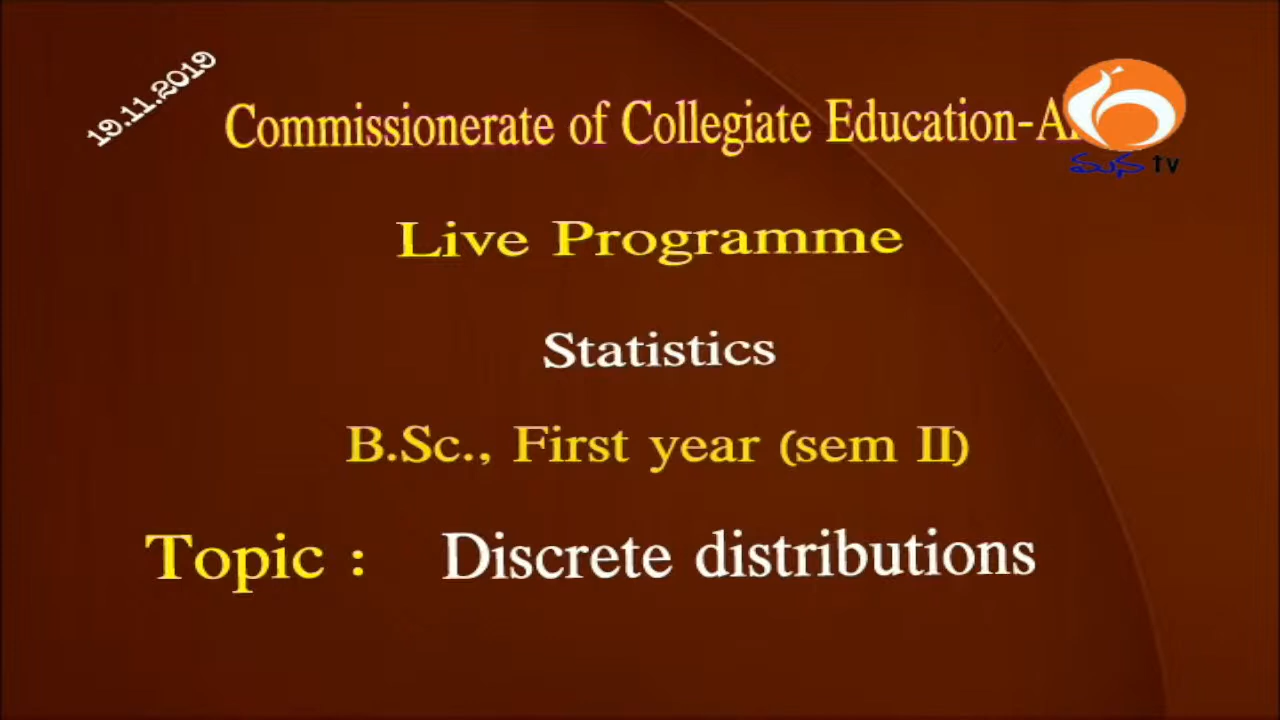 19.11.2019
Commissionerate of Collegiate Education-
Live Programme
Statistics
B.Sc., First year (sem II)
Topic : Discrete distributions
మన tv